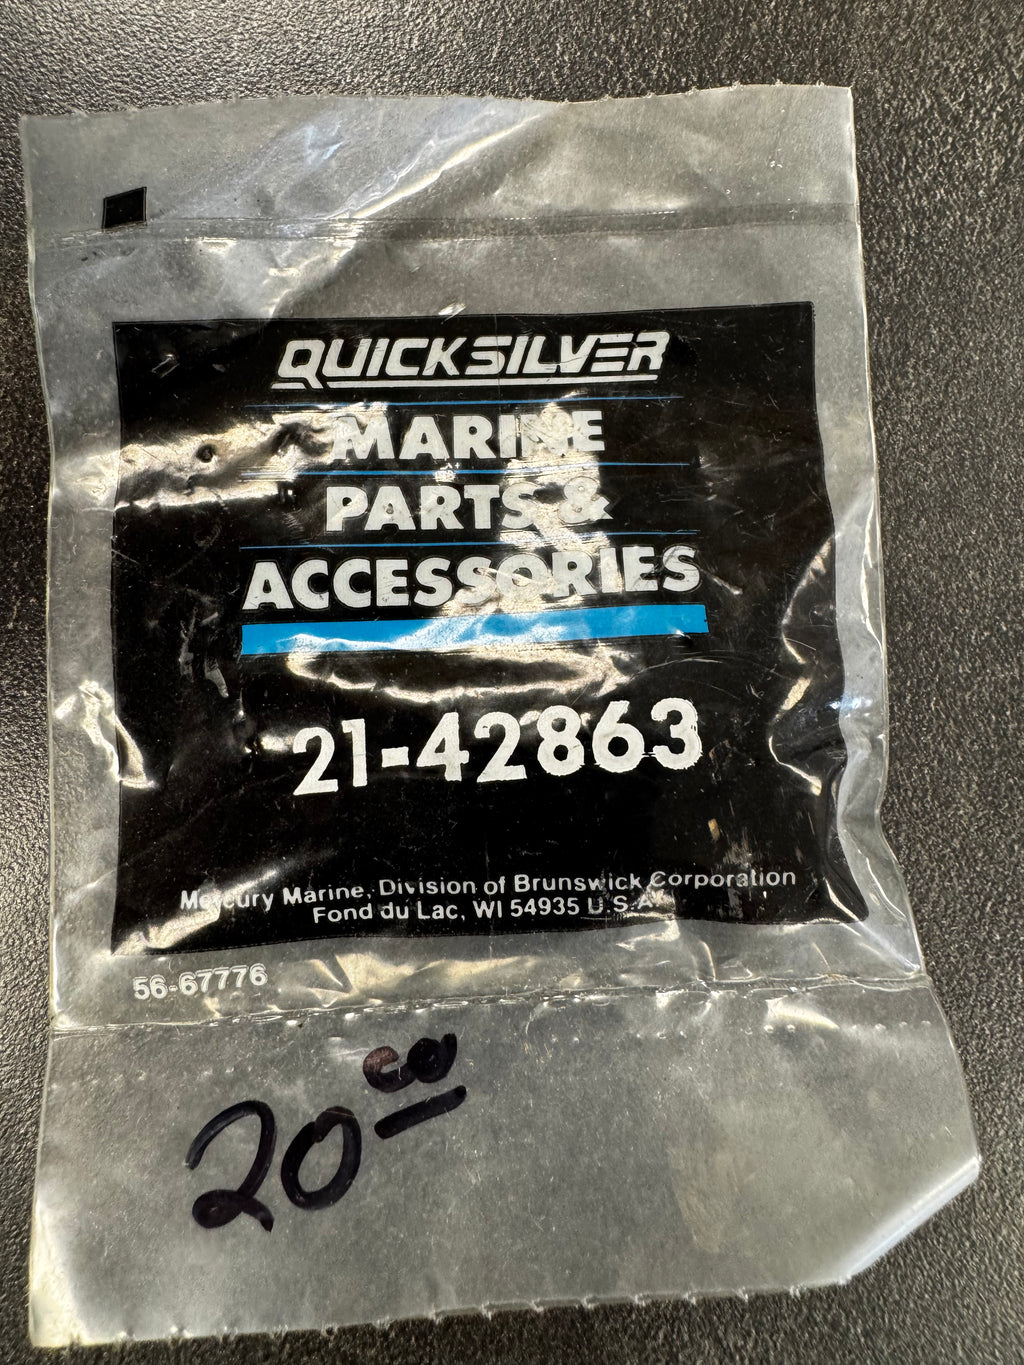 QUICKSILVER
MARINE
PARTS &
ACCESSORIES
21-42863
Mercury Marine, Division of Brunswick Corporation
Fond du Lac, WI 54935 U.S.A.
56-67776
20 00